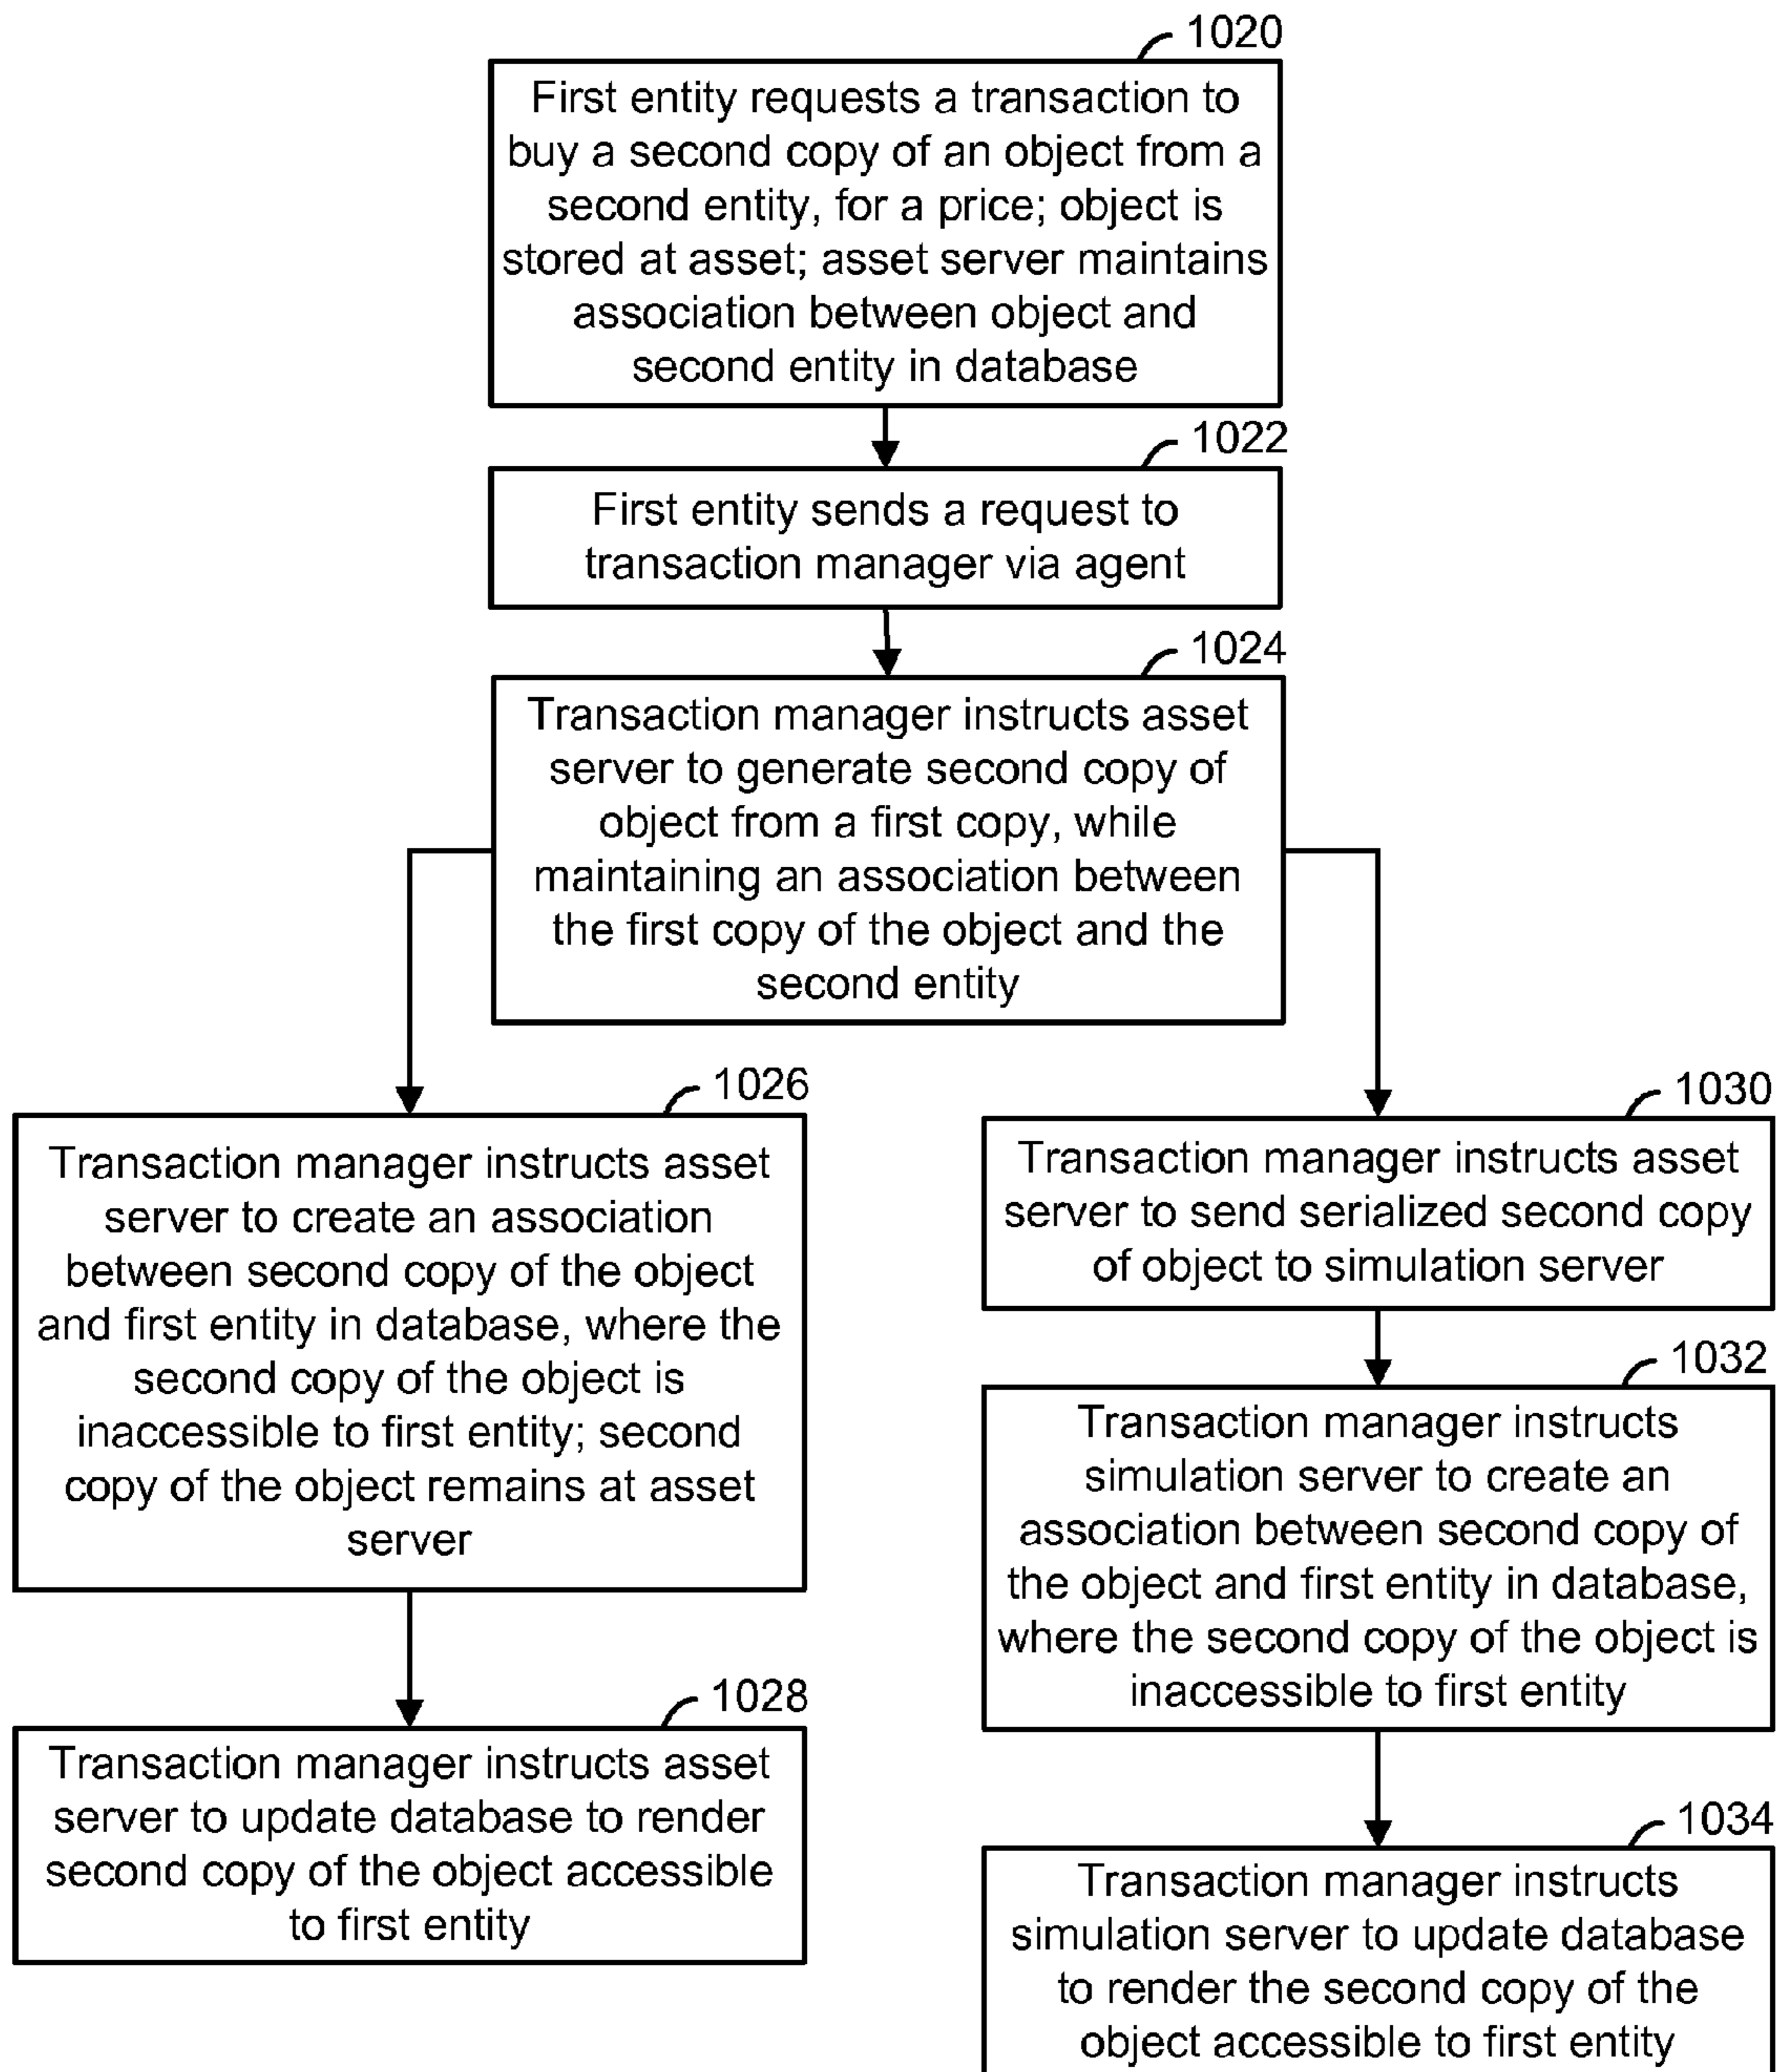 1020
First entity requests a transaction to
buy a second copy of an object from a
second entity, for a price; object is
stored at asset; asset server maintains
association between object and
second entity in database
1022
First entity sends a request to
transaction manager via agent
1024
Transaction manager instructs asset
server to generate second copy of
object from a first copy, while
maintaining an association between
the first copy of the object and the
second entity
1026
Transaction manager instructs asset
server to create an association
between second copy of the object
and first entity in database, where the
second copy of the object is
inaccessible to first entity; second
copy of the object remains at asset
server
1028
Transaction manager instructs asset
server to update database to render
second copy of the object accessible
to first entity
1030
Transaction manager instructs asset
server to send serialized second copy
of object to simulation server
1032
Transaction manager instructs
simulation server to create an
association between second copy of
the object and first entity in database,
where the second copy of the object is
inaccessible to first entity
1034
Transaction manager instructs
simulation server to update database
to render the second copy of the
object accessible to first entity